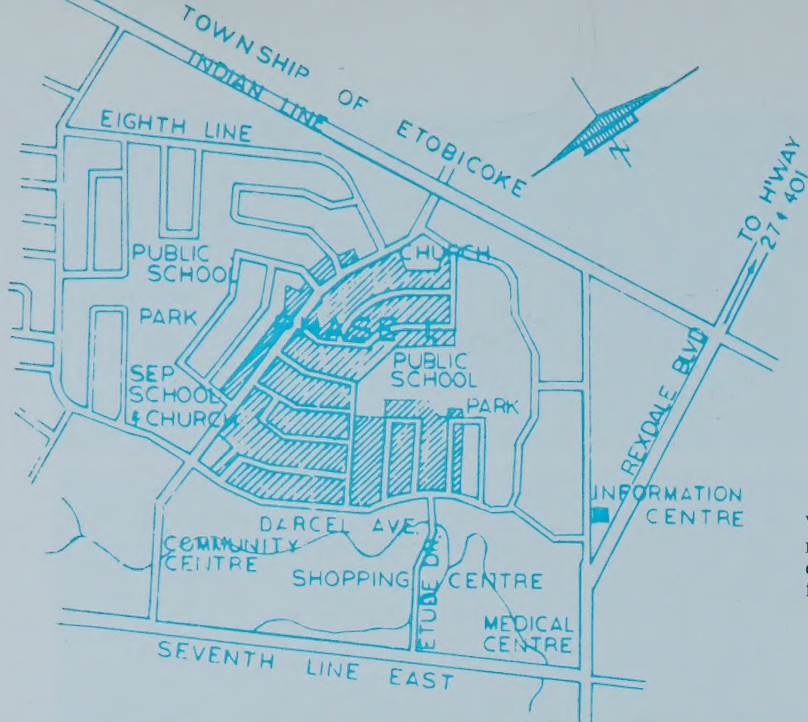 TOWNSHIP OF ETOBICOKE
INDIAN LINE
EIGHTH LINE
N
TO H'WAY
27 & 401
CHURCH
PUBLIC
SCHOOL
PARK
PHASE I
PUBLIC
SCHOOL
SEP
SCHOOL
& CHURCH
PARK
REXDALE BLVD
INFORMATION
CENTRE
DARCEL AVE.
COMMUNITY
CENTRE
SHOPPING CENTRE
ETUDE DR.
MEDICAL
CENTRE
SEVENTH LINE EAST